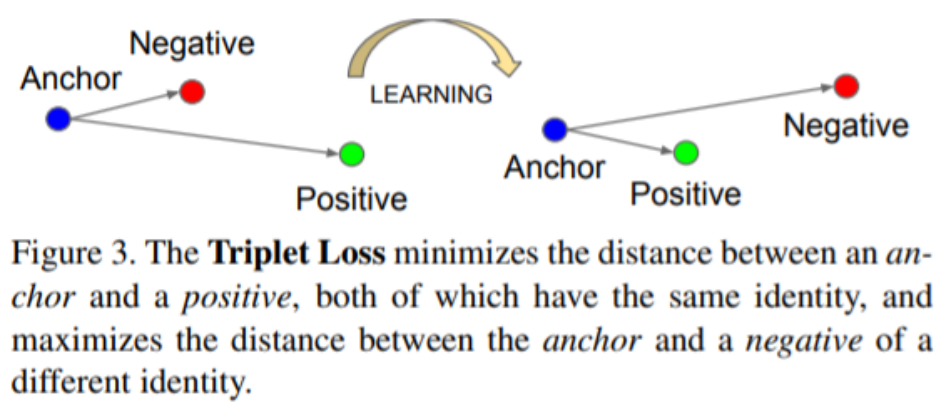 Negative
Anchor
LEARNING
Positive
Negative
Anchor
Positive
Figure 3. The Triplet Loss minimizes the distance between an an-
chor and a positive, both of which have the same identity, and
maximizes the distance between the anchor and a negative of a
different identity.